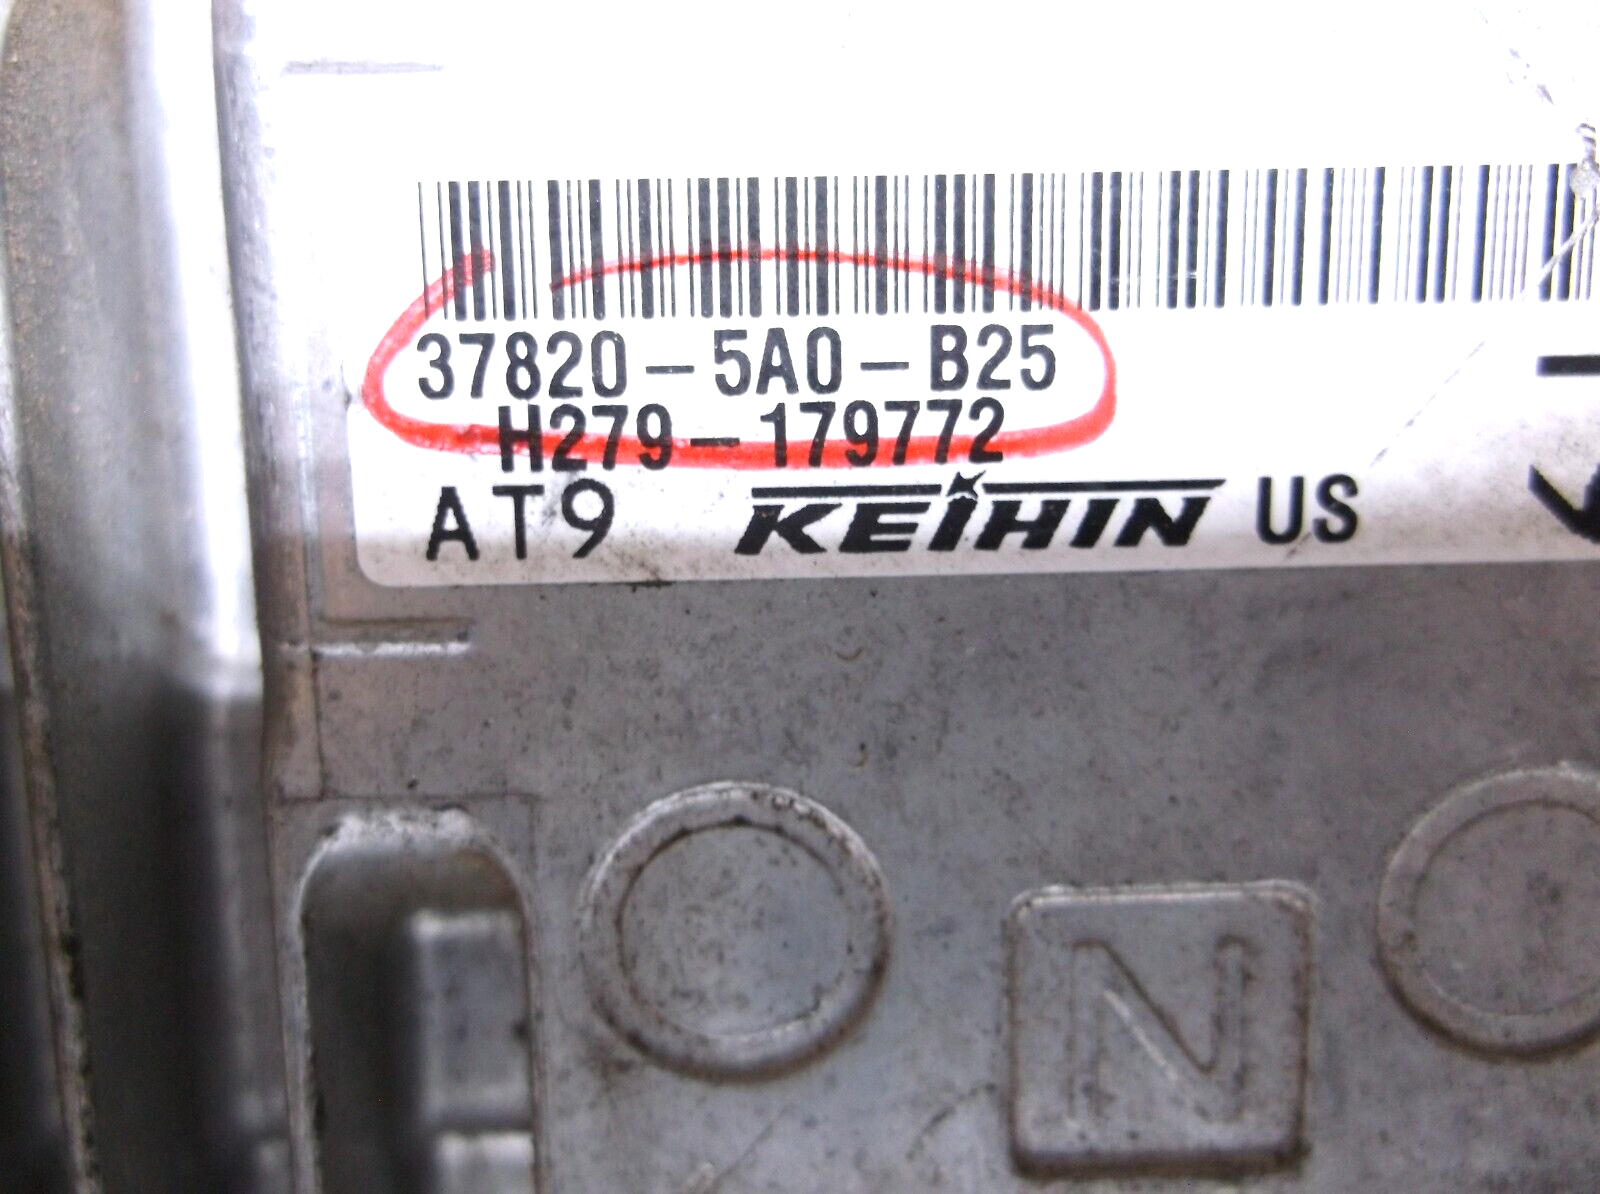 37820-5A0-B25
H279-179772
AT9 KEIHIN US
N